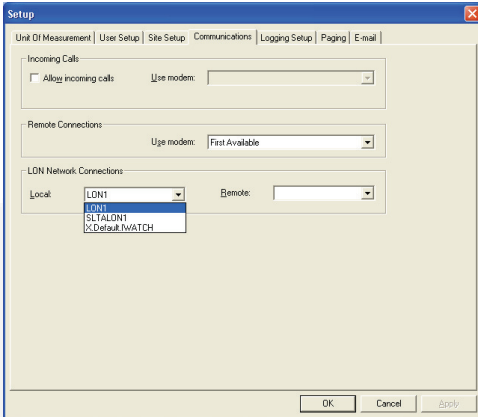 Setup
Unit Of Measurement User Setup Site Setup Communications Logging Setup Paging E-mail
Incoming Calls
Allow incoming calls Use modem:
Remote Connections
Use modem: First Available
LON Network Connections
Local: LON1 Remote:
LON1
SLTALON1
X.Default.IWATCH
OK Cancel Apply